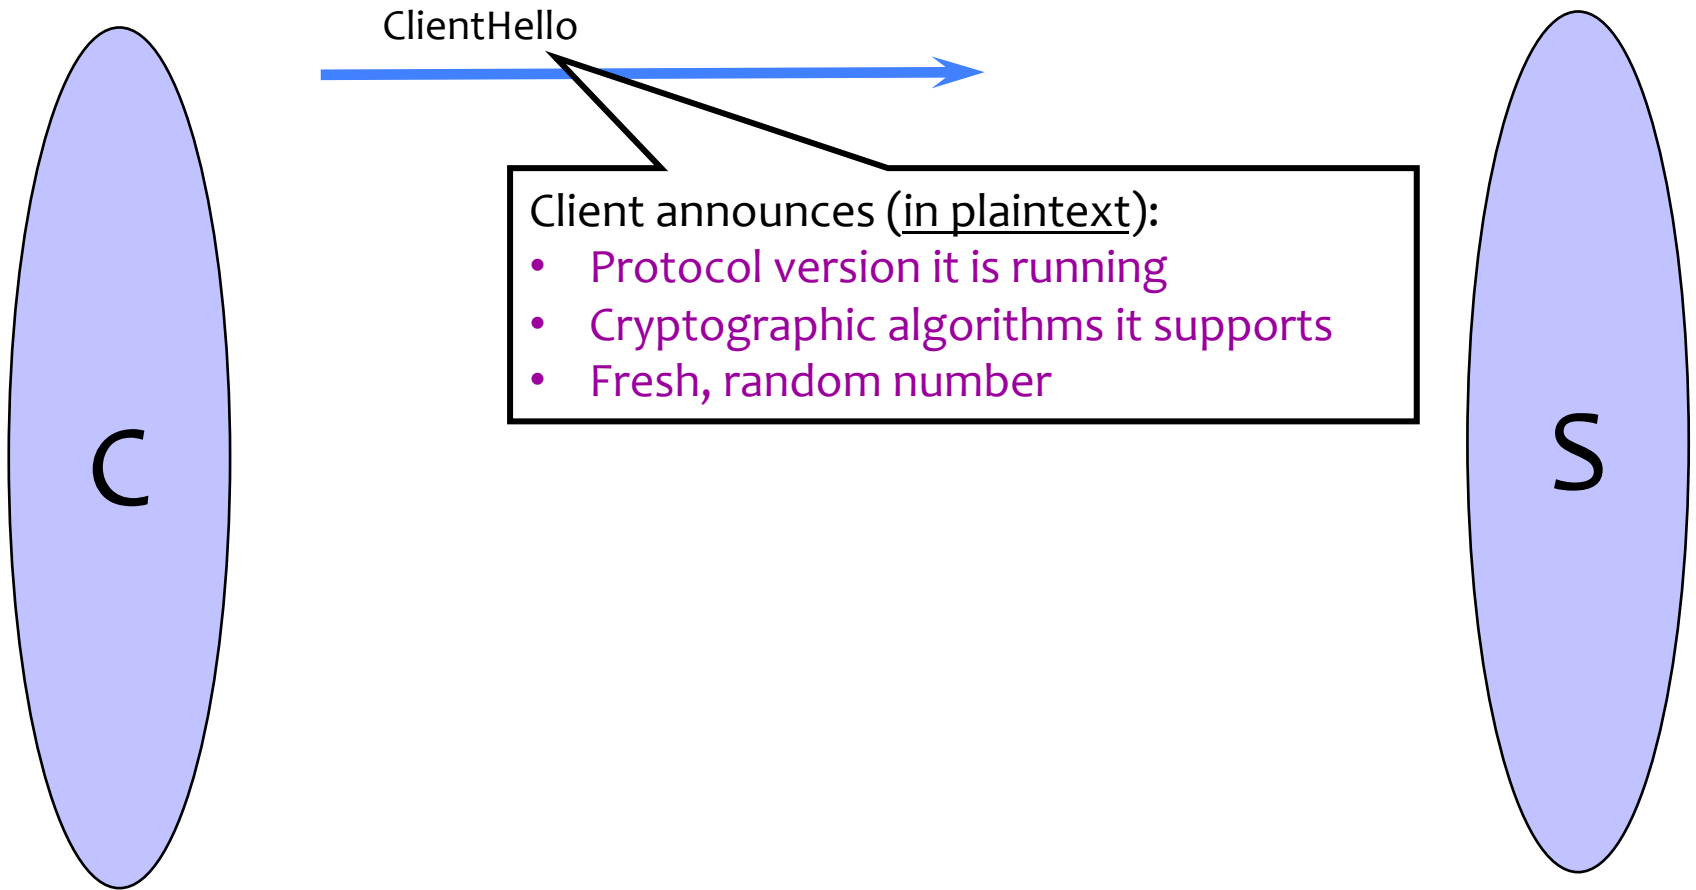 ClientHello
Client announces (in plaintext):
• Protocol version it is running
• Cryptographic algorithms it supports
• Fresh, random number
C
S